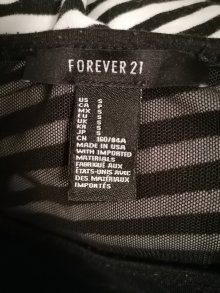 FOREVER 21
US S
CA P
MX S
EU S
UK S
KR S
JP S
CN 160/84A
MADE IN USA
WITH IMPORTED
MATERIALS
FABRIQUÉ AUX
ÉTATS-UNIS AVEC
DES MATÉRIAUX
IMPORTÉS